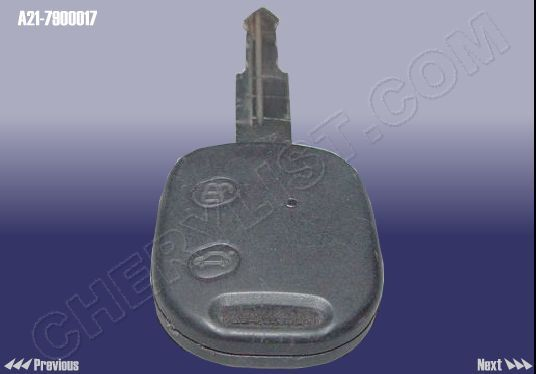 A21-7900017
CHERYLIST.COM
Previous
Next